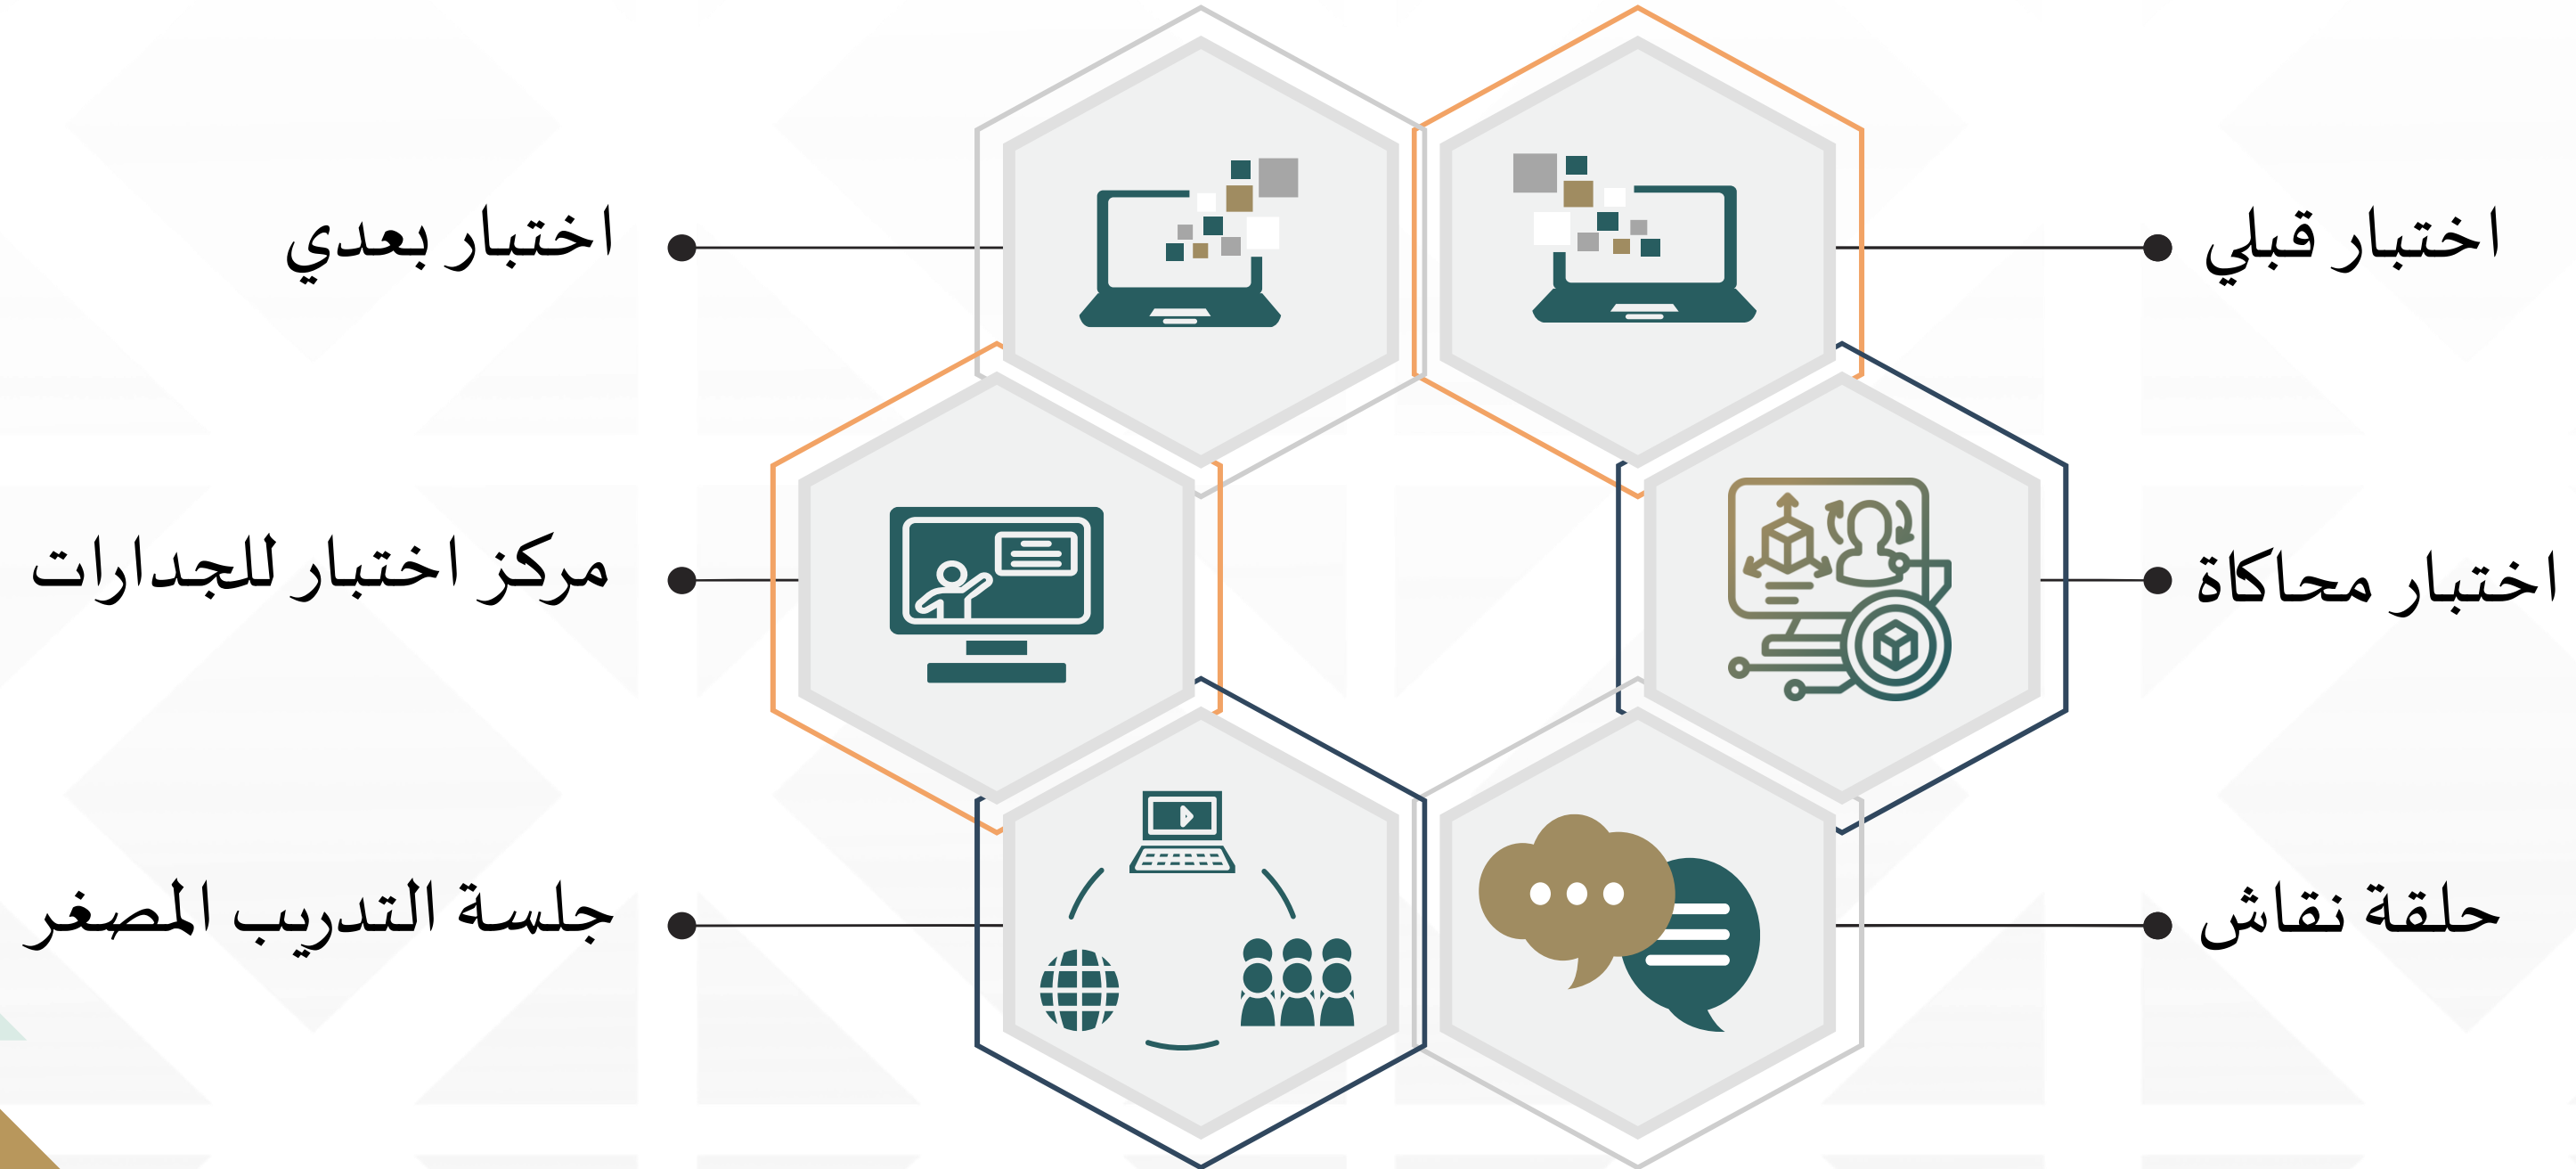 اختبار قبلي
اختبار محاكاة
حلقة نقاش
اختبار بعدي
مركز اختبار للجدارات
جلسة التدريب المصغر